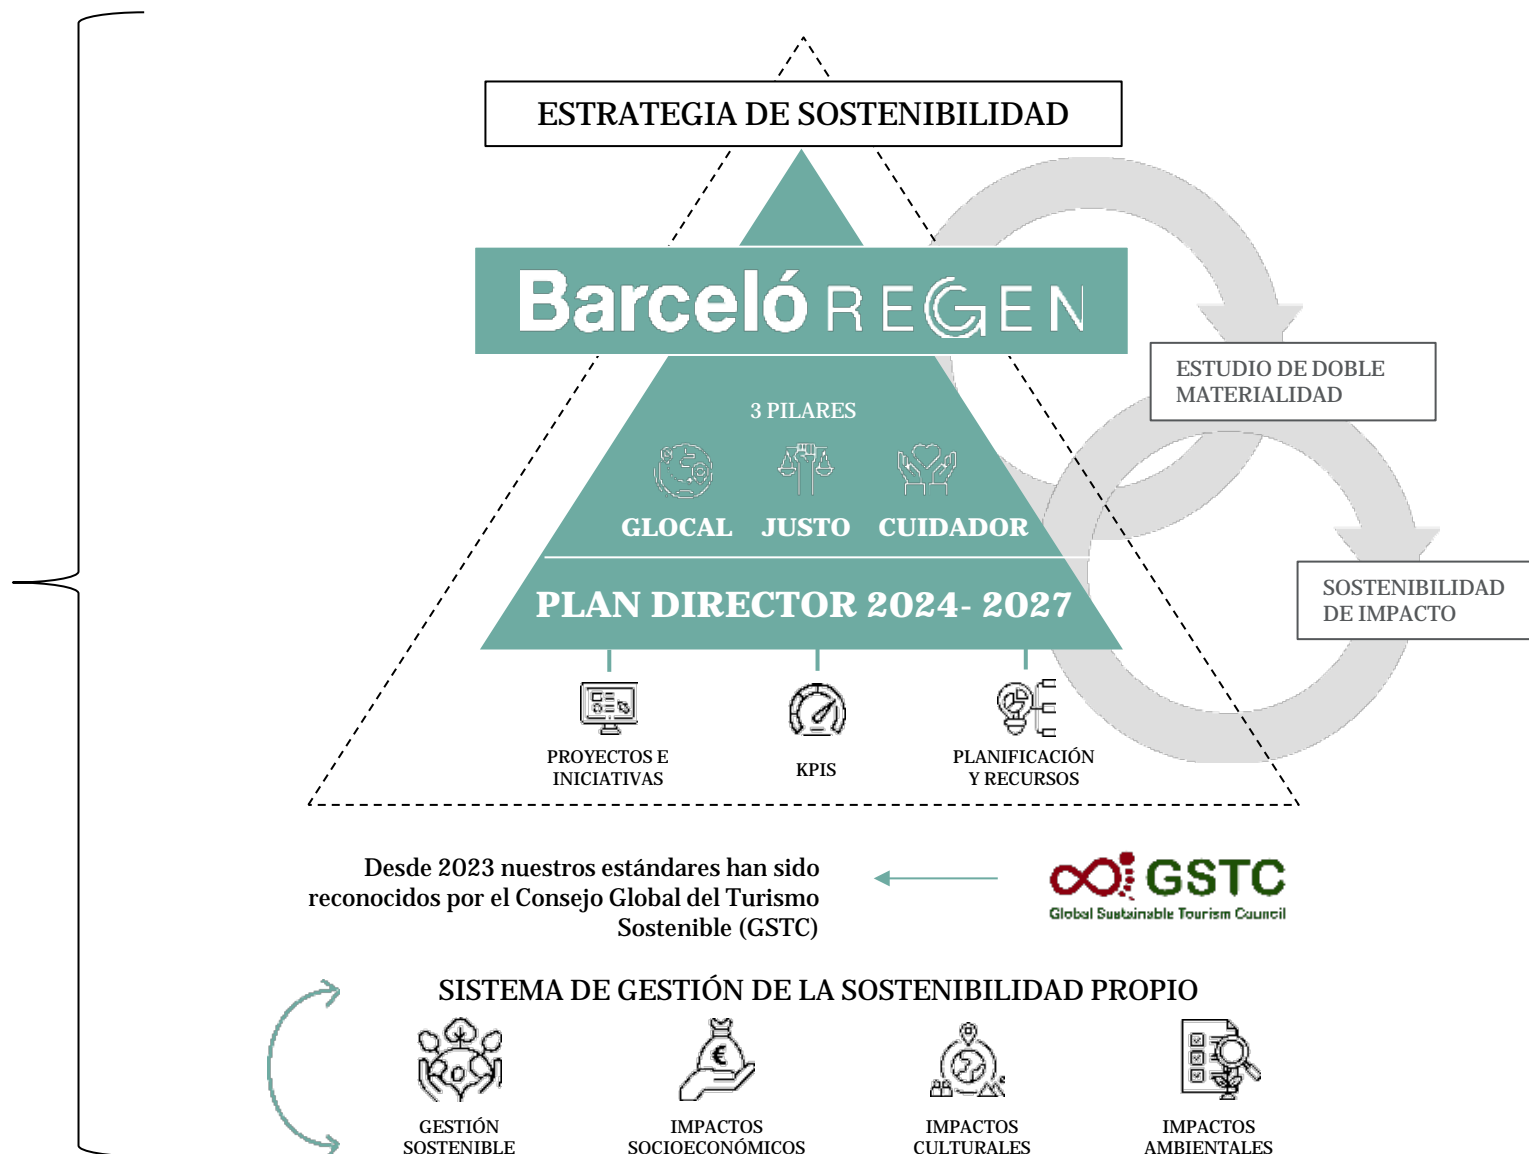 ESTRATEGIA DE SOSTENIBILIDAD
Barceló REGEN
ESTUDIO DE DOBLE
MATERIALIDAD
3 PILARES
GLOCAL JUSTO CUIDADOR
SOSTENIBILIDAD
DE IMPACTO
PLAN DIRECTOR 2024- 2027
PROYECTOS E
INICIATIVAS
KPIS
PLANIFICACIÓN
Y RECURSOS
Desde 2023 nuestros estándares han sido
reconocidos por el Consejo Global del Turismo
Sostenible (GSTC)
GSTC
Global Sustainable Tourism Council
SISTEMA DE GESTIÓN DE LA SOSTENIBILIDAD PROPIO
€
GESTIÓN
SOSTENIBLE
IMPACTOS
SOCIOECONÓMICOS
IMPACTOS
CULTURALES
IMPACTOS
AMBIENTALES